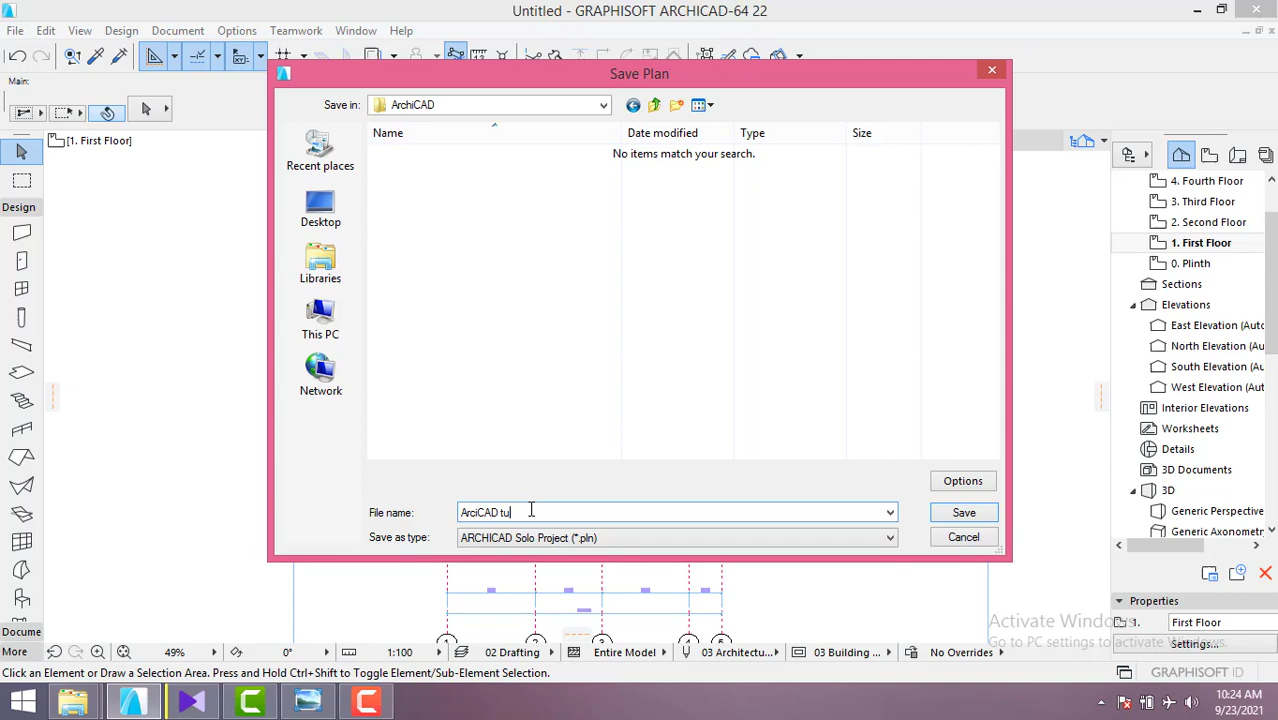 Untitled - GRAPHISOFT ARCHICAD-64 22
File Edit View Design Document Options Teamwork Window Help
Main:
Save Plan
Save in: ArchiCAD
Name Date modified Type Size
No items match your search.
Recent places
Desktop
Libraries
This PC
Network
Options
File name: ArciCAD tu Save
Save as type: ARCHICAD Solo Project (*.pln) Cancel
[1. First Floor]
Design
Docume
More
4. Fourth Floor
3. Third Floor
2. Second Floor
1. First Floor
0. Plinth
Sections
Elevations
East Elevation (Aut
North Elevation (Au
South Elevation (Au
West Elevation (Au
Interior Elevations
Worksheets
Details
3D Documents
3D
Generic Perspective
Generic Axonometr
Properties
1. First Floor
Settings...
Activate Windows
Go to PC settings to activate Windows.
1 2 3 4
49% 0° 1:100 02 Drafting Entire Model 03 Architectu... 03 Building ... No Overrides
Click an Element or Draw a Selection Area. Press and Hold Ctrl+Shift to Toggle Element/Sub-Element Selection.
GRAPHISOFT ID
10:24 AM
9/23/2021